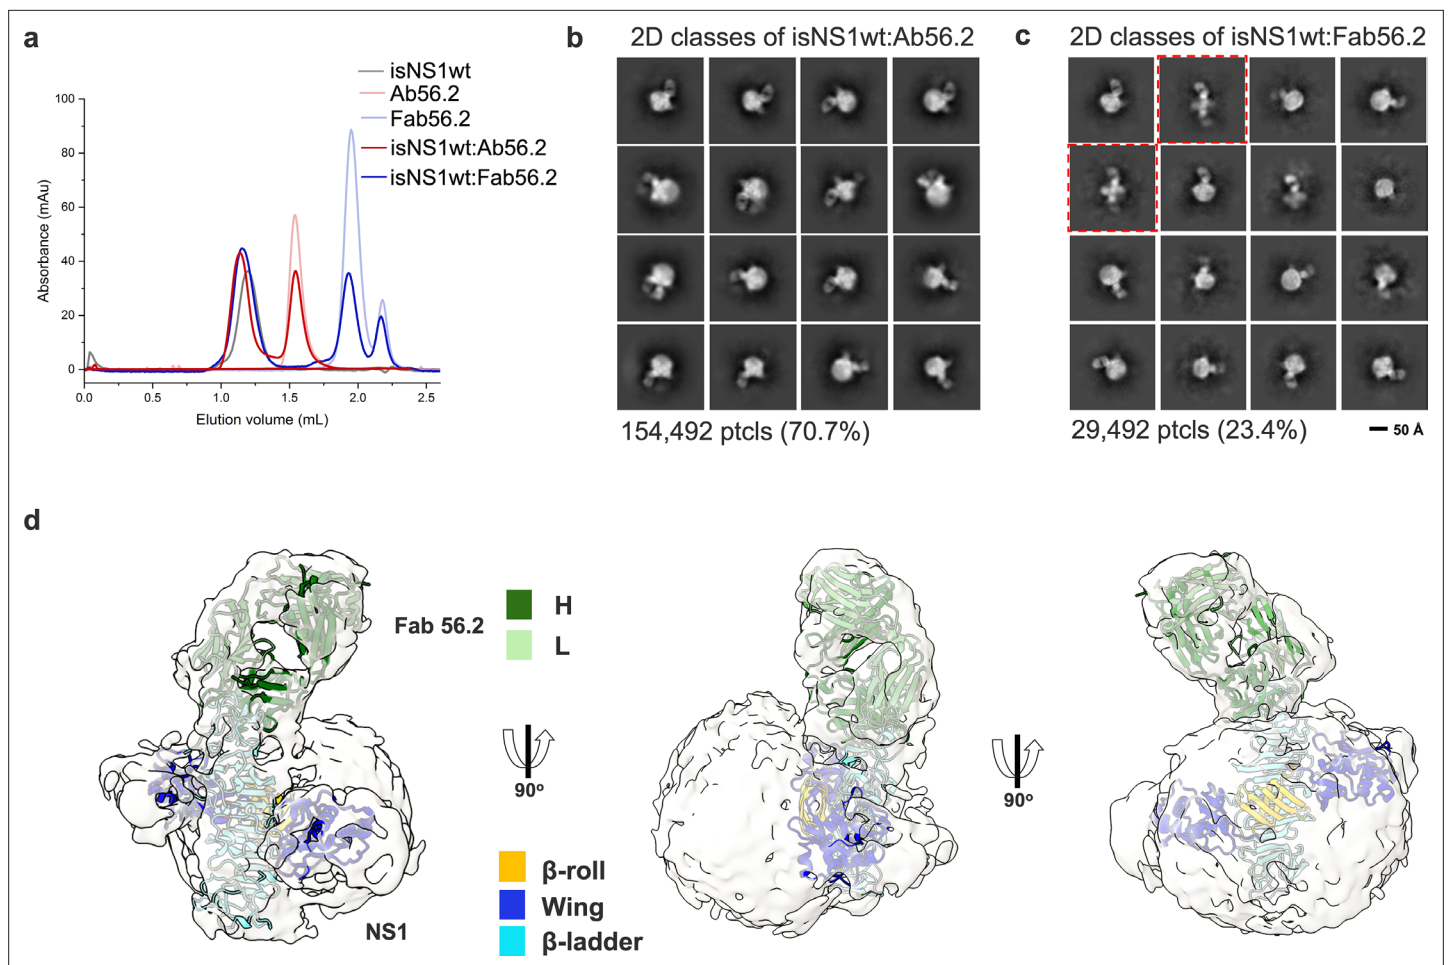 a
isNS1wt
Ab56.2
Fab56.2
isNS1wt:Ab56.2
isNS1wt:Fab56.2
100
80
60
40
20
0
Absorbance (mAu)
0.0 0.5 1.0 1.5 2.0 2.5
Elution volume (mL)
b 2D classes of isNS1wt:Ab56.2
154,492 ptcls (70.7%)
c 2D classes of isNS1wt:Fab56.2
29,492 ptcls (23.4%)
50 Å
d
Fab 56.2
H
L
90º
90º
β-roll
Wing
β-ladder
NS1